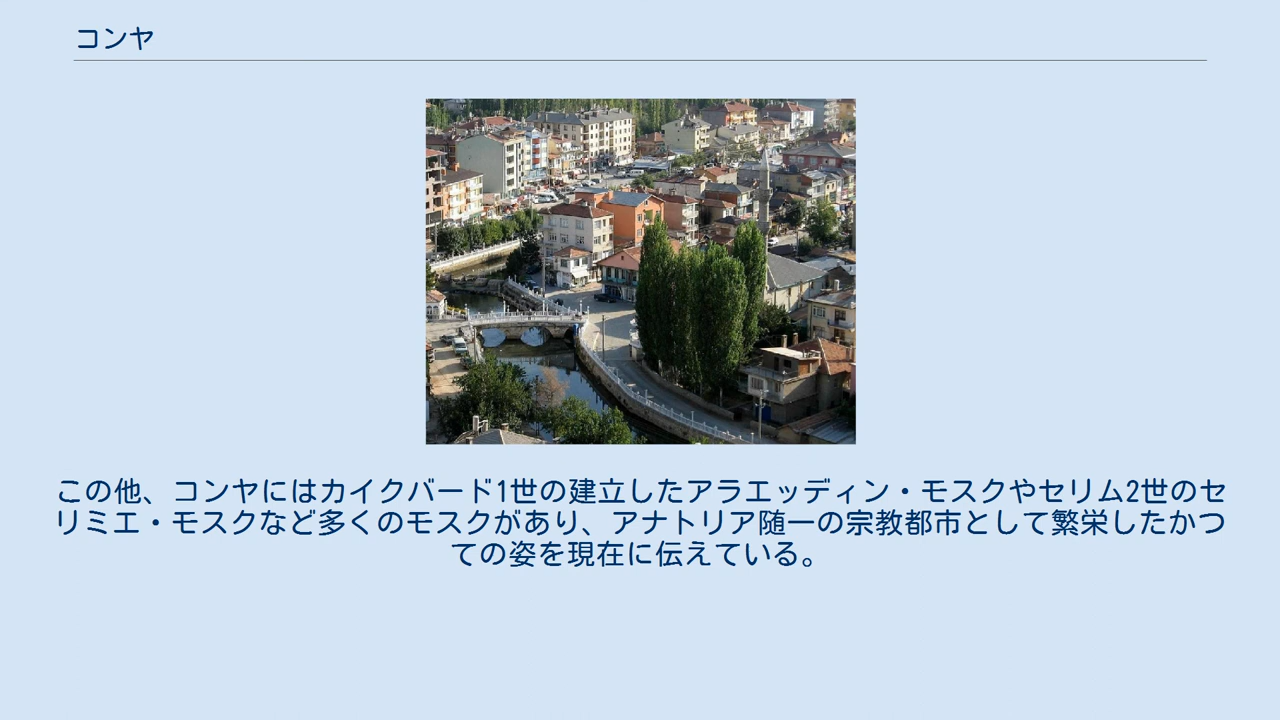 コンヤ
この他、コンヤにはカイクバード1世の建立したアラエッディン・モスクやセリム2世のセ
リミエ・モスクなど多くのモスクがあり、アナトリア随一の宗教都市として繁栄したかつ
ての姿を現在に伝えている。